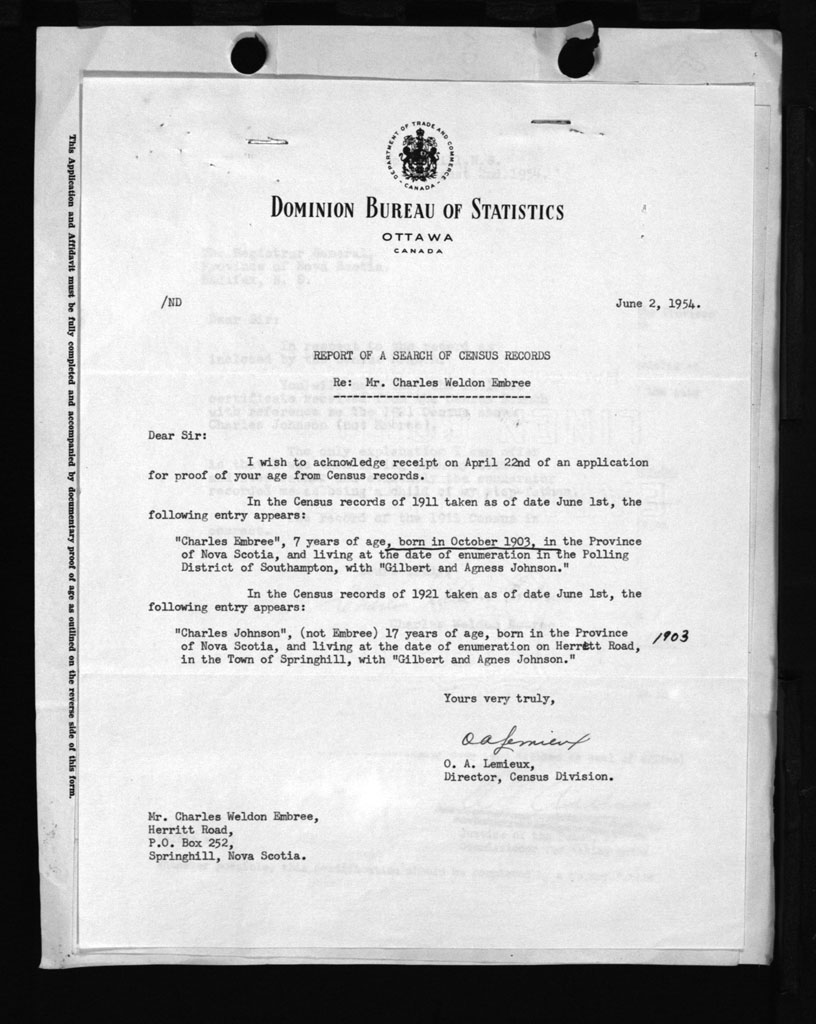 DEPARTMENT OF TRADE AND COMMERCE
- CANADA -
DOMINION BUREAU OF STATISTICS
OTTAWA
CANADA
/ND
June 2, 1954.
REPORT OF A SEARCH OF CENSUS RECORDS
Re: Mr. Charles Weldon Embree
Dear Sir:
I wish to acknowledge receipt on April 22nd of an application
for proof of your age from Census records.
In the Census records of 1911 taken as of date June 1st, the
following entry appears:
"Charles Embree", 7 years of age, born in October 1903, in the Province
of Nova Scotia, and living at the date of enumeration in the Polling
District of Southampton, with "Gilbert and Agness Johnson."
In the Census records of 1921 taken as of date June 1st, the
following entry appears:
"Charles Johnson", (not Embree) 17 years of age, born in the Province
of Nova Scotia, and living at the date of enumeration on Herritt Road,
in the Town of Springhill, with "Gilbert and Agnes Johnson."
1903
Yours very truly,
O A Lemieux
O. A. Lemieux,
Director, Census Division.
Mr. Charles Weldon Embree,
Herritt Road,
P.O. Box 252,
Springhill, Nova Scotia.
This Application and Affidavit must be fully completed and accompanied by documentary proof of age as outlined on the reverse side of this form.